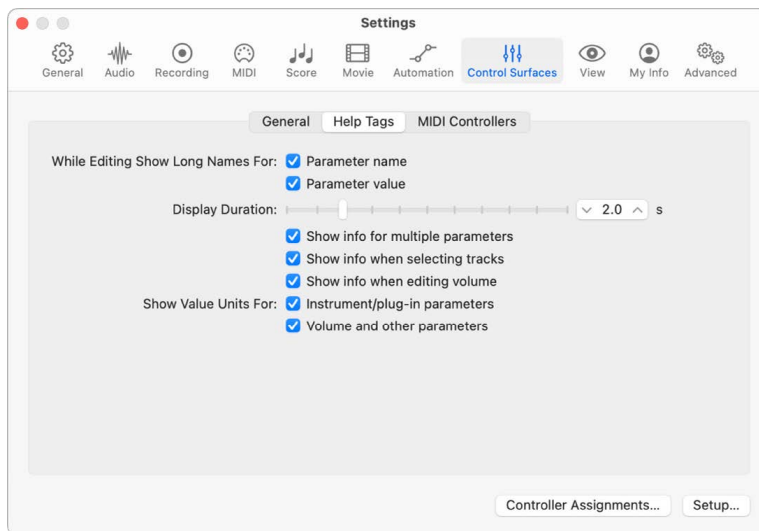 Settings
General Audio Recording MIDI Score Movie Automation Control Surfaces View My Info Advanced
General Help Tags MIDI Controllers
While Editing Show Long Names For: Parameter name
Parameter value
Display Duration: 2.0 s
Show info for multiple parameters
Show info when selecting tracks
Show info when editing volume
Show Value Units For: Instrument/plug-in parameters
Volume and other parameters
Controller Assignments... Setup...